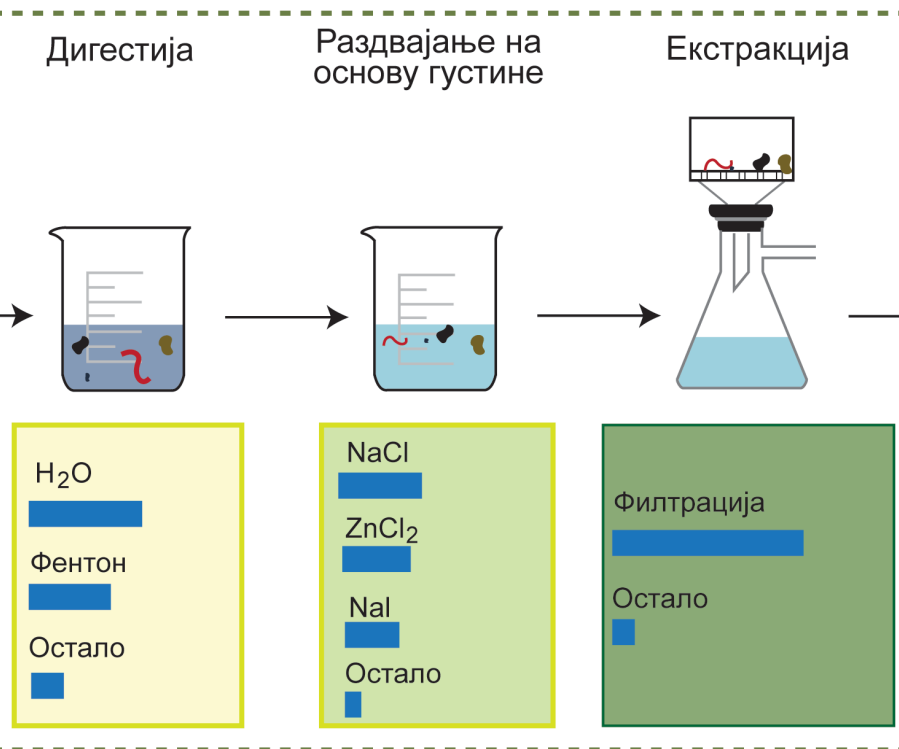 Дигестија
Раздвајање на
основу густине
Екстракција
H₂O
Фентон
Остало
NaCl
ZnCl₂
NaI
Остало
Филтрација
Остало